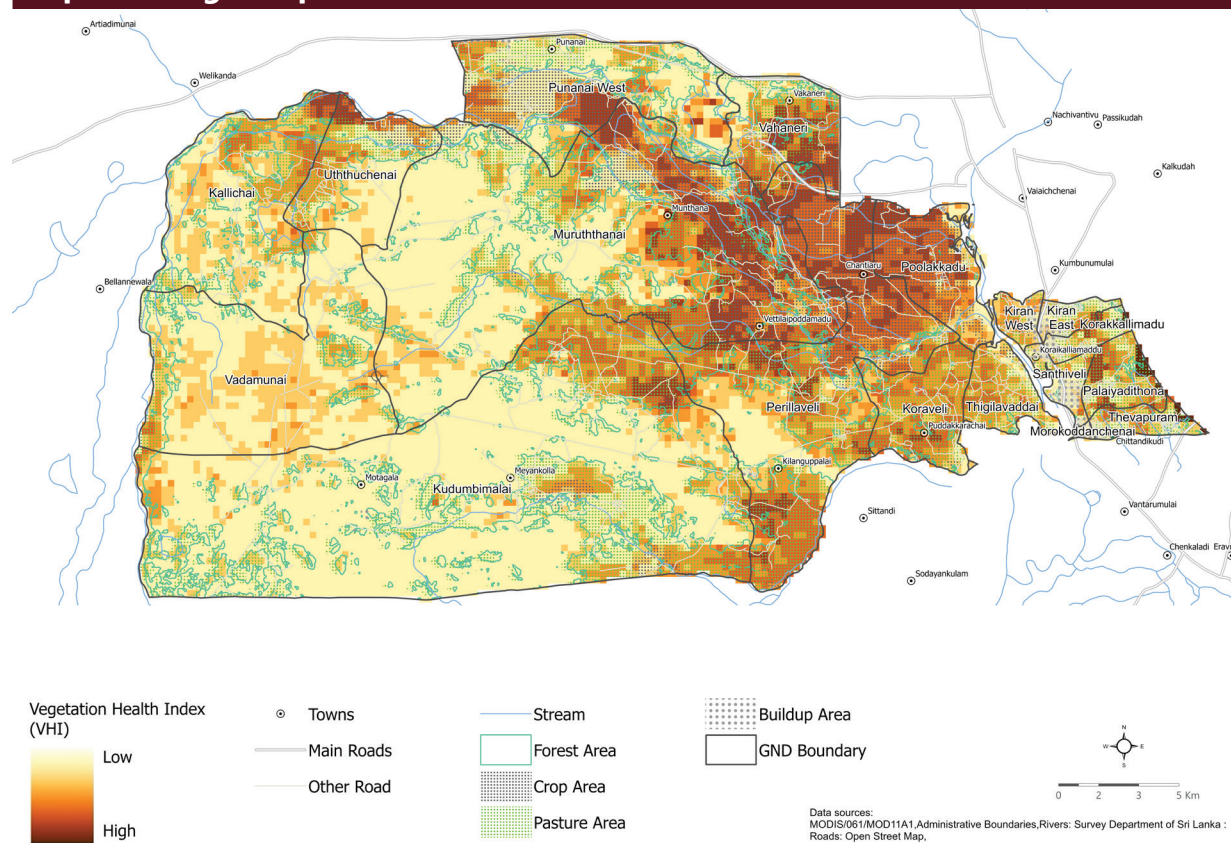 Artiadimunai
Punanai
Welikanda
Punanai West
Vakaneri
Vahaneri
Nachivantivu
Passikudah
Kalkudah
Uththuchenai
Kallichai
Vaiaichchenai
Munthana
Muruththanai
Bellannewala
Chantiaru
Poolakkadu
Kumbunumulai
Kiran
West
Kiran
East
Korakkallimadu
Vettilaipoddamadu
Koraikalliamaddu
Santhiveli
Vadamunai
Palaiyadithona
Perillaveli
Koraveli
Thigilavaddai
Thevapuram
Puddakkarachai
Morokoddanchenai
Chittandikudi
Kilanguppalai
Meyankolla
Motagala
Kudumbimalai
Sittandi
Vantarumulai
Chenkaladi
Sodayankulam
Vegetation Health Index
(VHI)
Low
High
Towns
Main Roads
Other Road
Stream
Forest Area
Crop Area
Pasture Area
Buildup Area
GND Boundary
N
W
E
S
0 2 3 5 Km
Data sources:
MODIS/061/MOD11A1,Administrative Boundaries,Rivers: Survey Department of Sri Lanka :
Roads: Open Street Map,